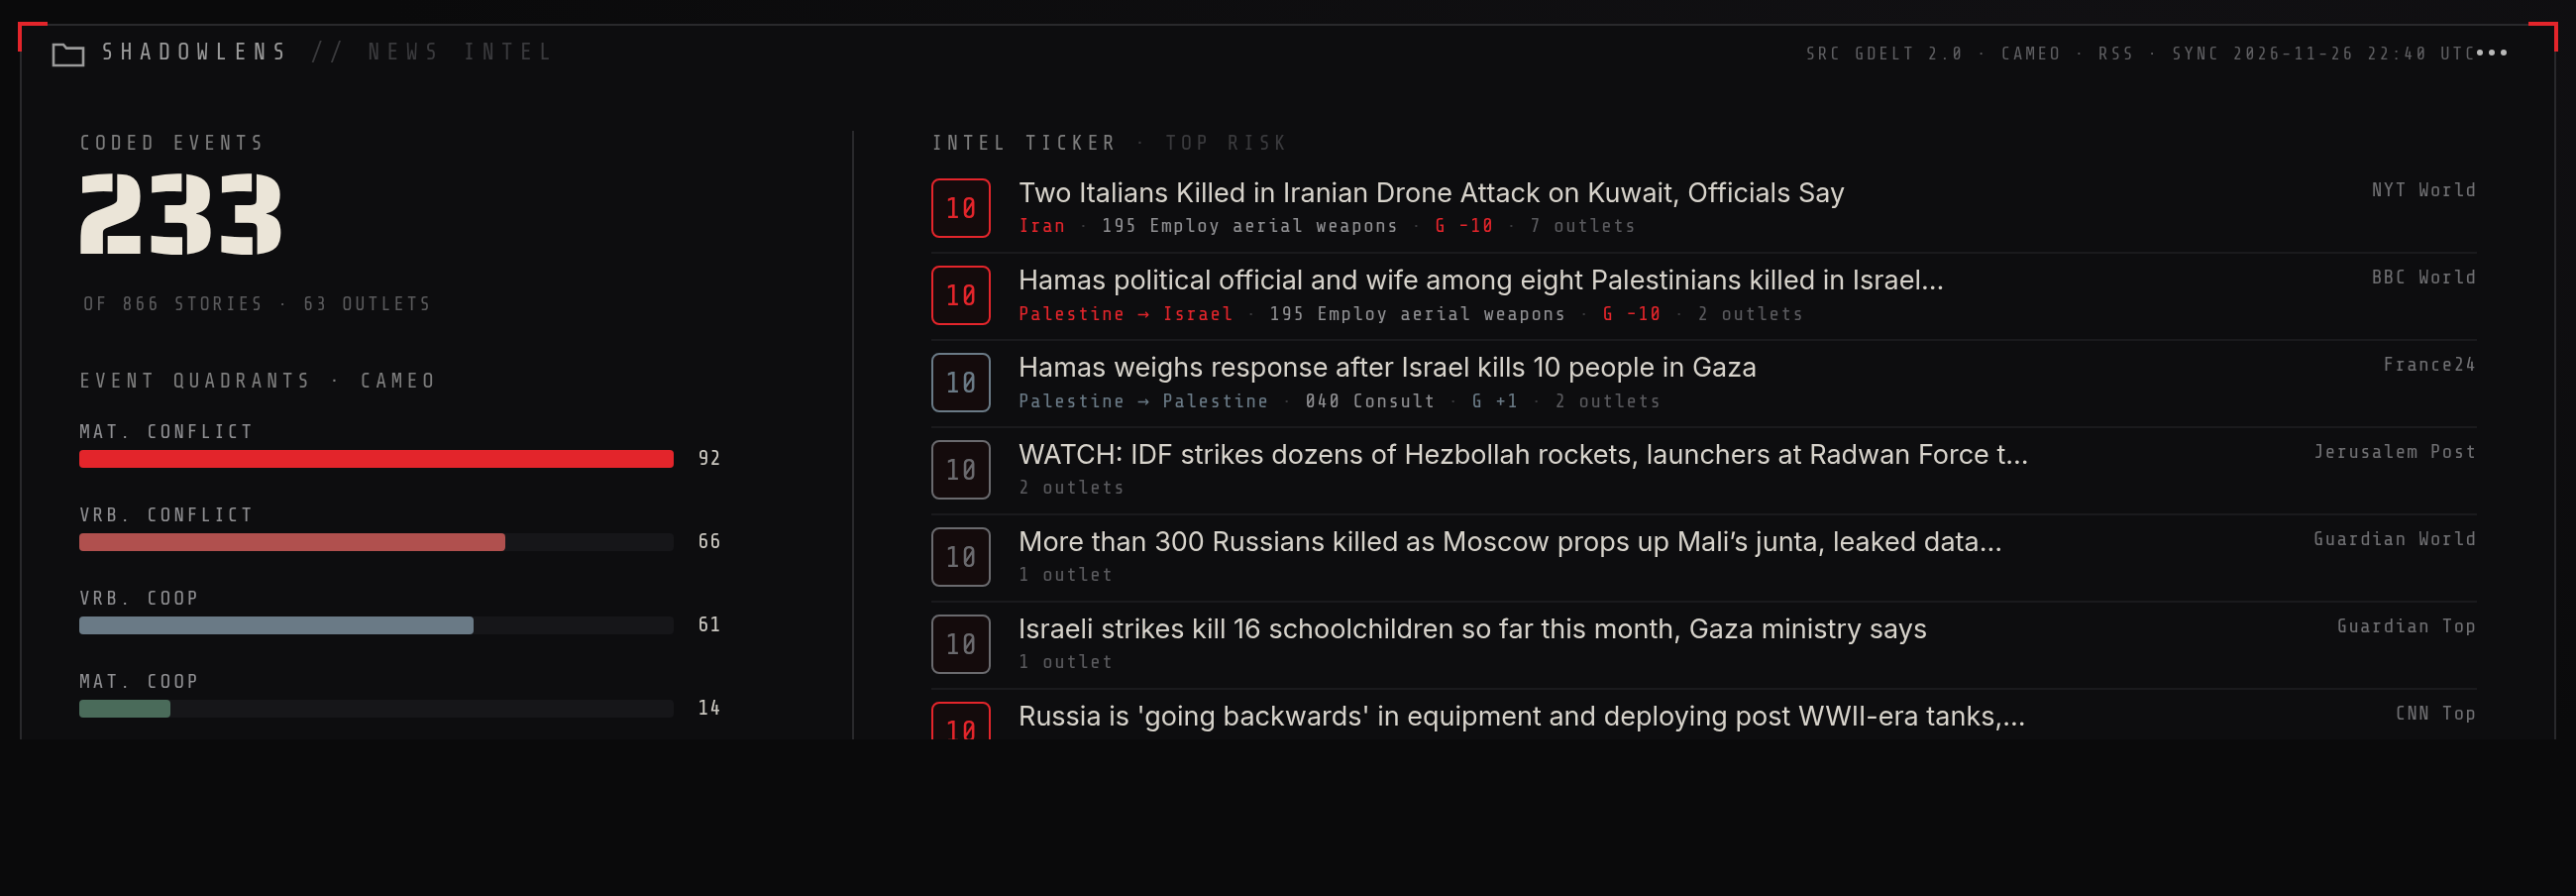 SHADOWLENS // NEWS INTEL
SRC GDELT 2.0 · CAMEO · RSS · SYNC 2026-11-26 22:40 UTC
CODED EVENTS
233
OF 866 STORIES · 63 OUTLETS
EVENT QUADRANTS · CAMEO
MAT. CONFLICT
92
VRB. CONFLICT
66
VRB. COOP
61
MAT. COOP
14
INTEL TICKER · TOP RISK
10
Two Italians Killed in Iranian Drone Attack on Kuwait, Officials Say
NYT World
Iran · 195 Employ aerial weapons · G -10 · 7 outlets
10
Hamas political official and wife among eight Palestinians killed in Israel...
BBC World
Palestine → Israel · 195 Employ aerial weapons · G -10 · 2 outlets
10
Hamas weighs response after Israel kills 10 people in Gaza
France24
Palestine → Palestine · 040 Consult · G +1 · 2 outlets
10
WATCH: IDF strikes dozens of Hezbollah rockets, launchers at Radwan Force t...
Jerusalem Post
2 outlets
10
More than 300 Russians killed as Moscow props up Mali’s junta, leaked data...
Guardian World
1 outlet
10
Israeli strikes kill 16 schoolchildren so far this month, Gaza ministry says
Guardian Top
1 outlet
10
Russia is 'going backwards' in equipment and deploying post WWII-era tanks,...
CNN Top